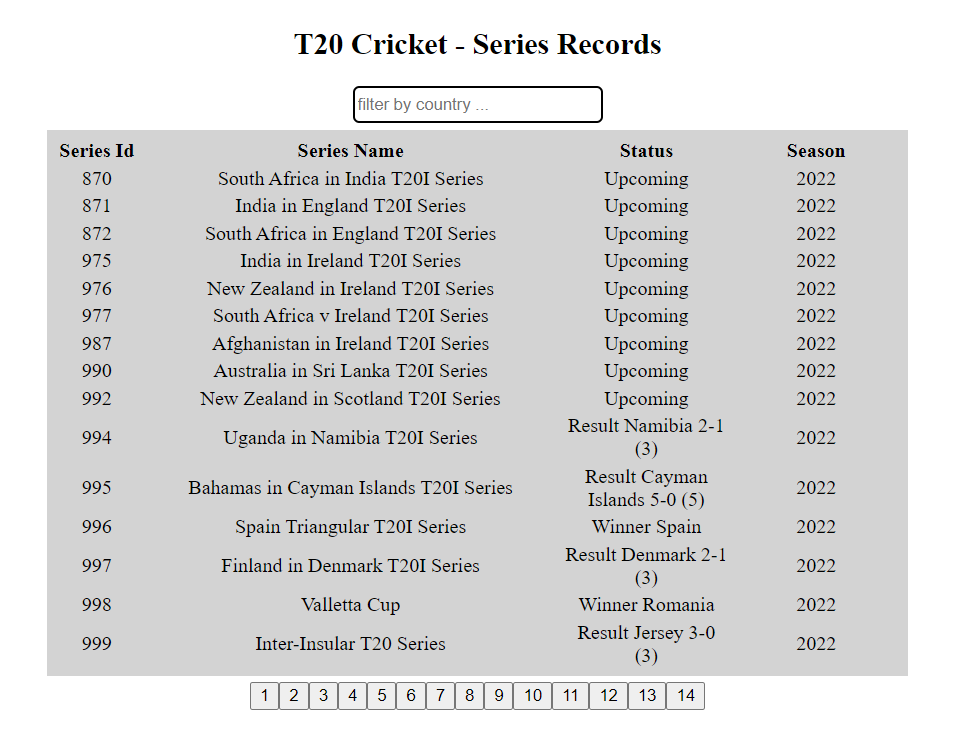 T20 Cricket - Series Records
filter by country ...
Series Id Series Name Status Season
870 South Africa in India T20I Series Upcoming 2022
871 India in England T20I Series Upcoming 2022
872 South Africa in England T20I Series Upcoming 2022
975 India in Ireland T20I Series Upcoming 2022
976 New Zealand in Ireland T20I Series Upcoming 2022
977 South Africa v Ireland T20I Series Upcoming 2022
987 Afghanistan in Ireland T20I Series Upcoming 2022
990 Australia in Sri Lanka T20I Series Upcoming 2022
992 New Zealand in Scotland T20I Series Upcoming 2022
994 Uganda in Namibia T20I Series Result Namibia 2-1 (3) 2022
995 Bahamas in Cayman Islands T20I Series Result Cayman Islands 5-0 (5) 2022
996 Spain Triangular T20I Series Winner Spain 2022
997 Finland in Denmark T20I Series Result Denmark 2-1 (3) 2022
998 Valletta Cup Winner Romania 2022
999 Inter-Insular T20 Series Result Jersey 3-0 (3) 2022
1 2 3 4 5 6 7 8 9 10 11 12 13 14